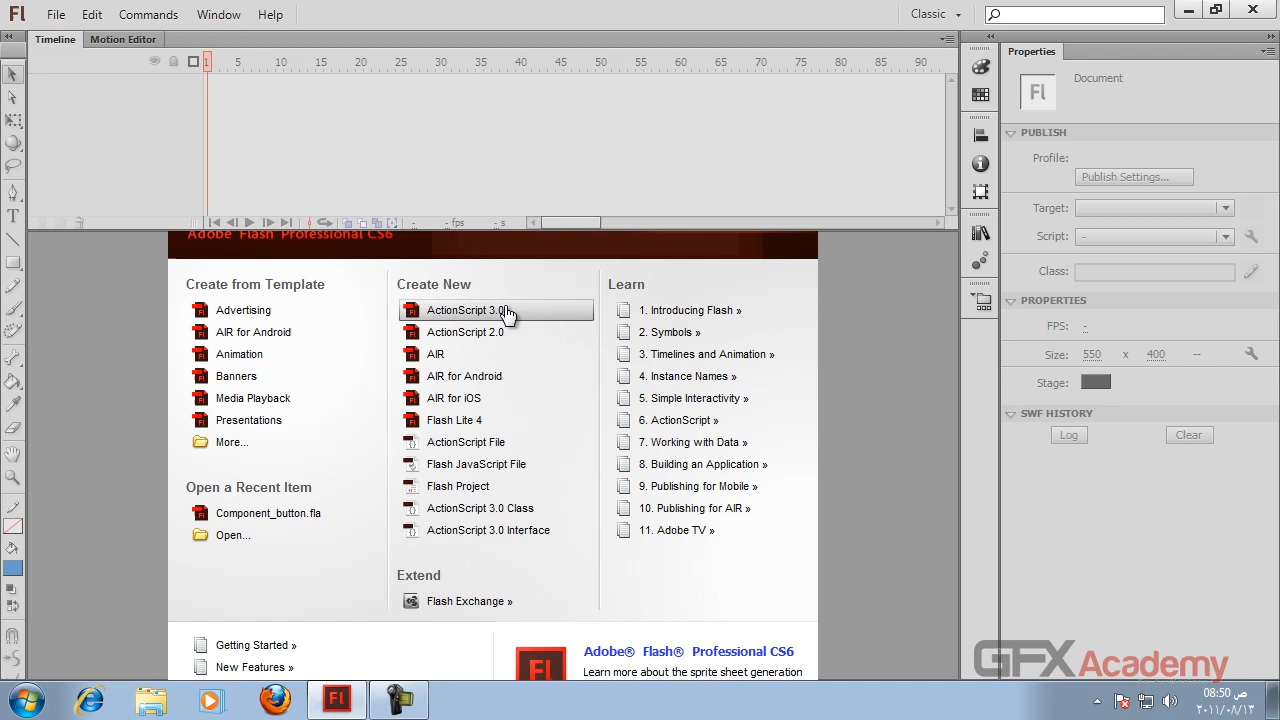 Fl File Edit Commands Window Help Classic
Timeline Motion Editor
1 5 10 15 20 25 30 35 40 45 50 55 60 65 70 75 80 85 90
- - fps - s
Adobe Flash Professional CS6
Create from Template
Advertising
AIR for Android
Animation
Banners
Media Playback
Presentations
More...
Open a Recent Item
Component_button.fla
Open...
Create New
ActionScript 3.0
ActionScript 2.0
AIR
AIR for Android
AIR for iOS
Flash Lite 4
ActionScript File
Flash JavaScript File
Flash Project
ActionScript 3.0 Class
ActionScript 3.0 Interface
Extend
Flash Exchange »
Learn
1. Introducing Flash »
2. Symbols »
3. Timelines and Animation »
4. Instance Names »
5. Simple Interactivity »
6. ActionScript »
7. Working with Data »
8. Building an Application »
9. Publishing for Mobile »
10. Publishing for AIR »
11. Adobe TV »
Getting Started »
New Features »
Fl
Adobe® Flash® Professional CS6
Learn more about the sprite sheet generation
Properties
Fl
Document
PUBLISH
Profile:
Publish Settings...
Target:
Script: -
Class:
PROPERTIES
FPS: -
Size: 550 x 400 --
Stage:
SWF HISTORY
Log Clear
GFXAcademy
Fl
08:50 ص
٢٠١١/٠٨/١٣